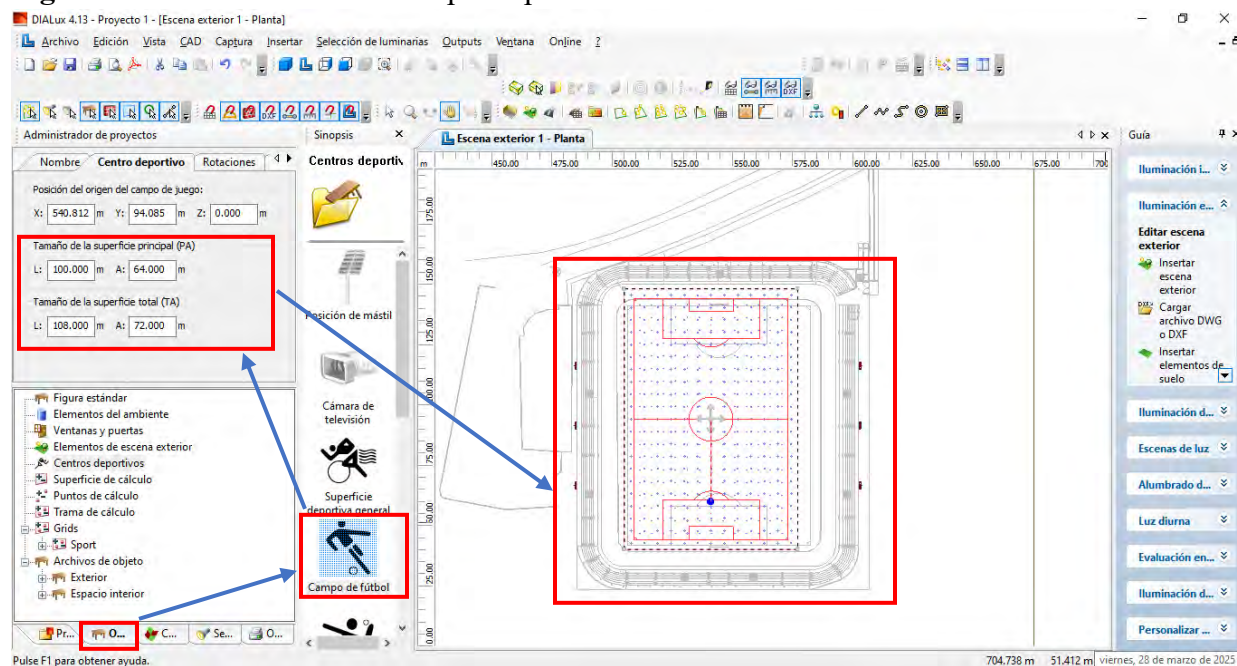 DIALux 4.13 - Proyecto 1 - [Escena exterior 1 - Planta]
Archivo Edición Vista CAD Captura Insertar Selección de luminarias Outputs Ventana Online ?
Administrador de proyectos
Nombre Centro deportivo Rotaciones
Posición del origen del campo de juego:
X: 540.812 m Y: 94.085 m Z: 0.000 m
Tamaño de la superficie principal (PA)
L: 100.000 m A: 64.000 m
Tamaño de la superficie total (TA)
L: 108.000 m A: 72.000 m
Figura estándar
Elementos del ambiente
Ventanas y puertas
Elementos de escena exterior
Centros deportivos
Superficie de cálculo
Puntos de cálculo
Trama de cálculo
Grids
Sport
Archivos de objeto
Exterior
Espacio interior
Pr... O... C... Se... O...
Sinopsis
Centros deportiv
Posición de mástil
Cámara de
televisión
Superficie
deportiva general
Campo de fútbol
Escena exterior 1 - Planta
m 450.00 475.00 500.00 525.00 550.00 575.00 600.00 625.00 650.00 675.00 700
175.00
150.00
125.00
100.00
75.00
50.00
25.00
0.00
Guía
Iluminación i...
Iluminación e...
Editar escena
exterior
Insertar
escena
exterior
Cargar
archivo DWG
o DXF
Insertar
elementos de
suelo
Iluminación d...
Escenas de luz
Alumbrado d...
Luz diurna
Evaluación en...
Iluminación d...
Personalizar ...
Pulse F1 para obtener ayuda.
704.738 m 51.412 m viernes, 28 de marzo de 2025